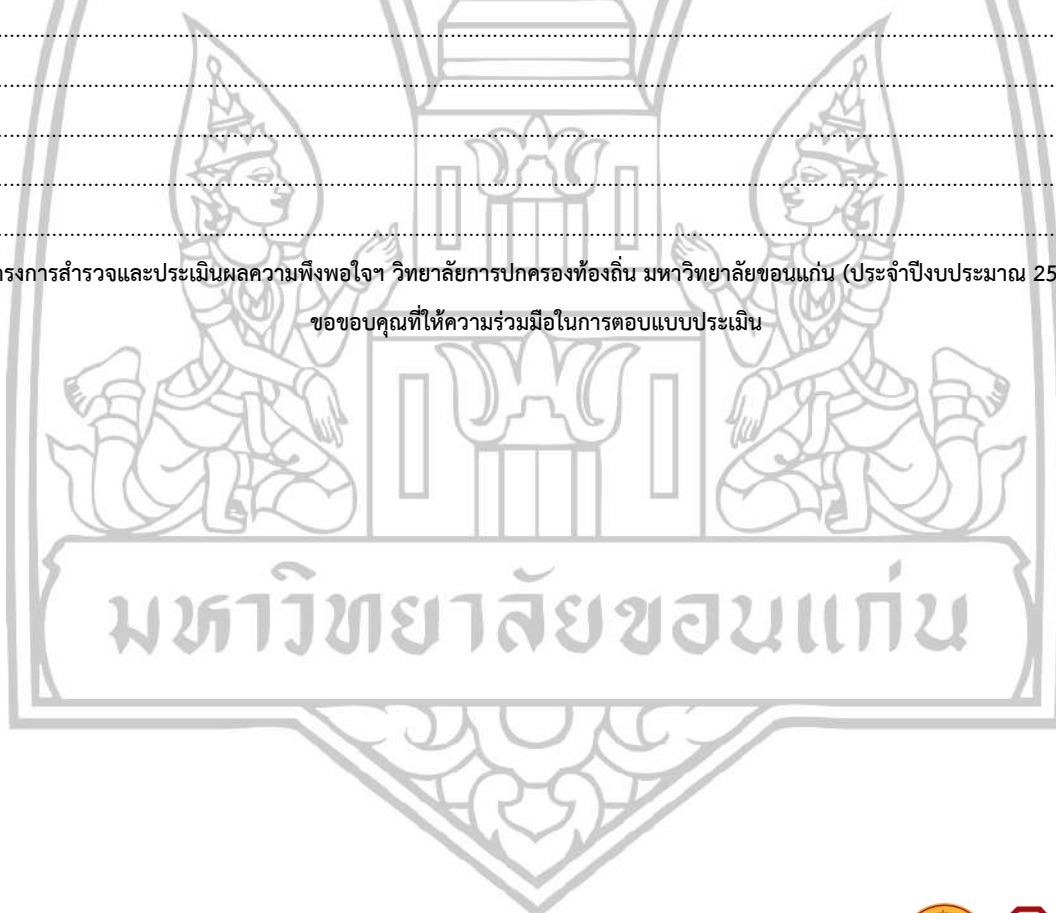 รงการสำรวจและประเมินผลความพึงพอใจฯ วิทยาลัยการปกครองท้องถิ่น มหาวิทยาลัยขอนแก่น (ประจำปีงบประมาณ 25
ขอขอบคุณที่ให้ความร่วมมือในการตอบแบบประเมิน
มหาวิทยาลัยขอนแก่น